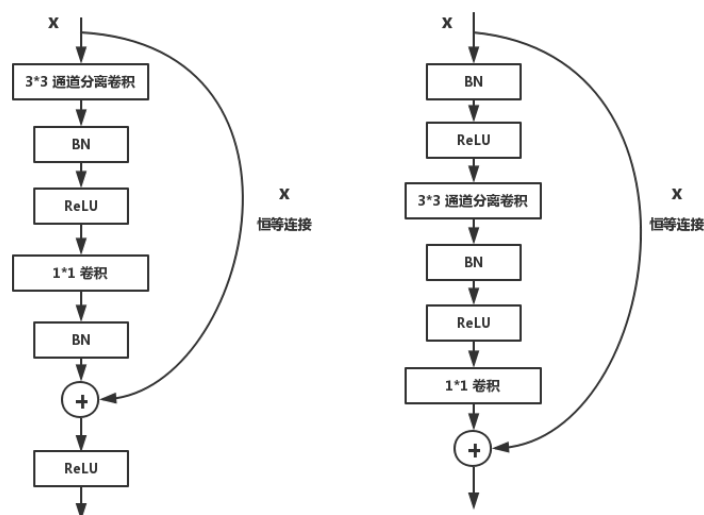 X
3*3 通道分离卷积
BN
ReLU
1*1 卷积
BN
+
ReLU
X
恒等连接
X
BN
ReLU
3*3 通道分离卷积
BN
ReLU
1*1 卷积
+
X
恒等连接